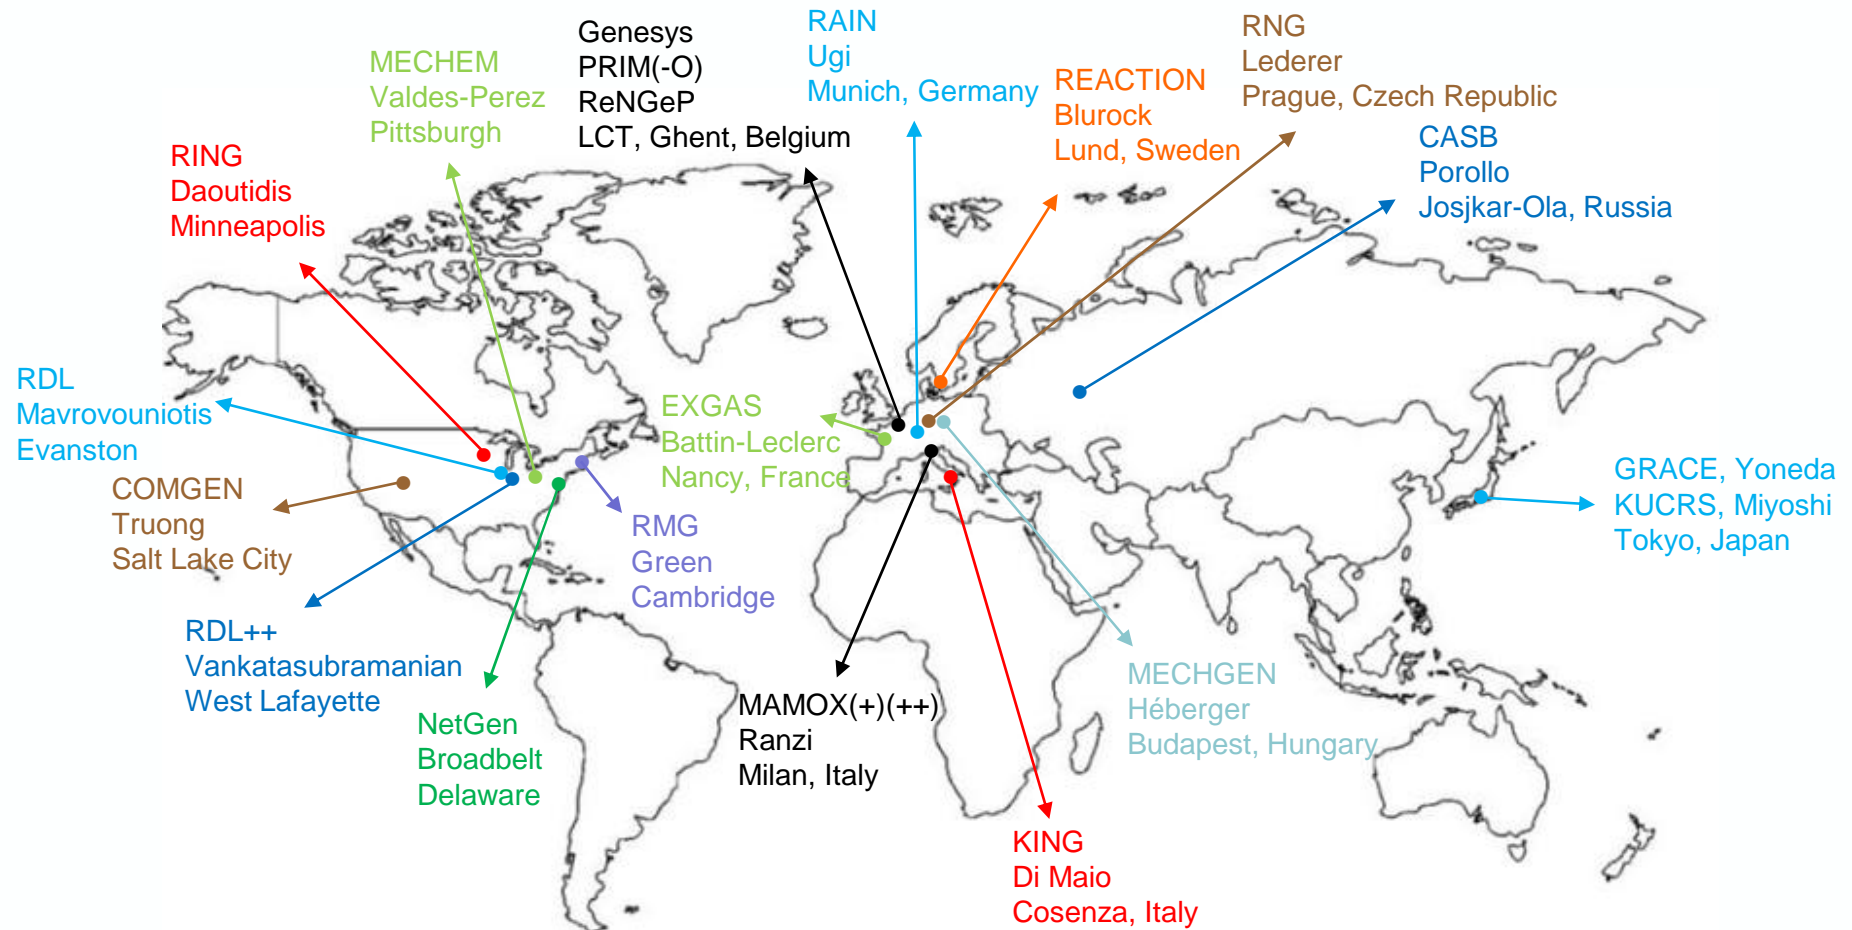 Genesys
PRIM(-O)
ReNGeP
LCT, Ghent, Belgium
RAIN
Ugi
Munich, Germany
RNG
Lederer
Prague, Czech Republic
MECHEM
Valdes-Perez
Pittsburgh
REACTION
Blurock
Lund, Sweden
CASB
Porollo
Josjkar-Ola, Russia
RING
Daoutidis
Minneapolis
RDL
Mavrovouniotis
Evanston
EXGAS
Battin-Leclerc
Nancy, France
COMGEN
Truong
Salt Lake City
GRACE, Yoneda
KUCRS, Miyoshi
Tokyo, Japan
RMG
Green
Cambridge
RDL++
Vankatasubramanian
West Lafayette
NetGen
Broadbelt
Delaware
MAMOX(+)(++)
Ranzi
Milan, Italy
MECHGEN
Héberger
Budapest, Hungary
KING
Di Maio
Cosenza, Italy